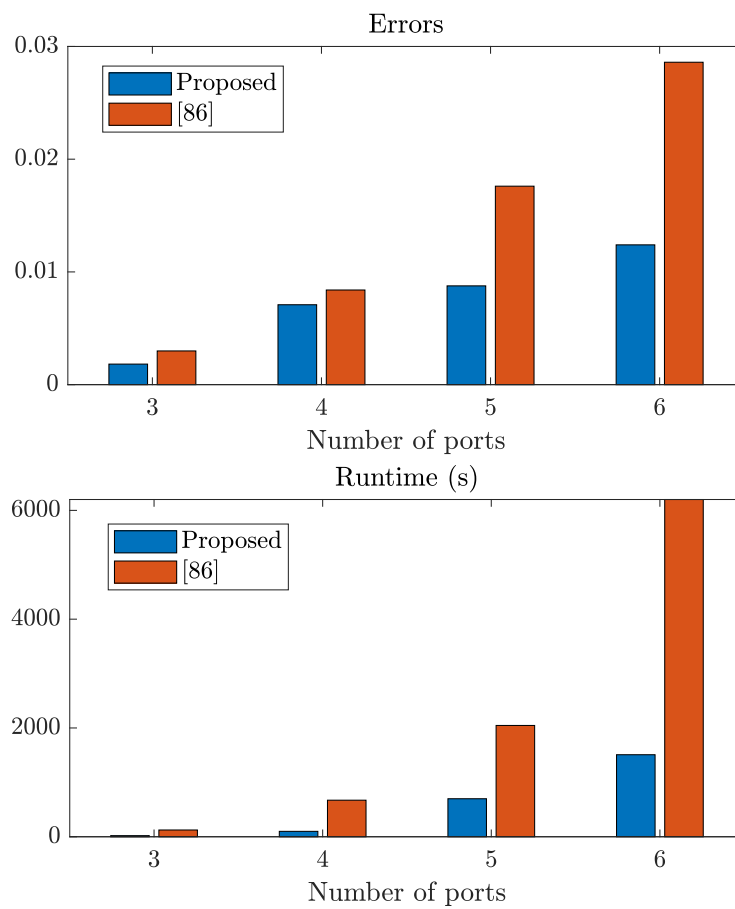 Errors
0.03
0.02
0.01
0
Proposed
[86]
3 4 5 6
Number of ports
Runtime (s)
6000
4000
2000
0
Proposed
[86]
3 4 5 6
Number of ports